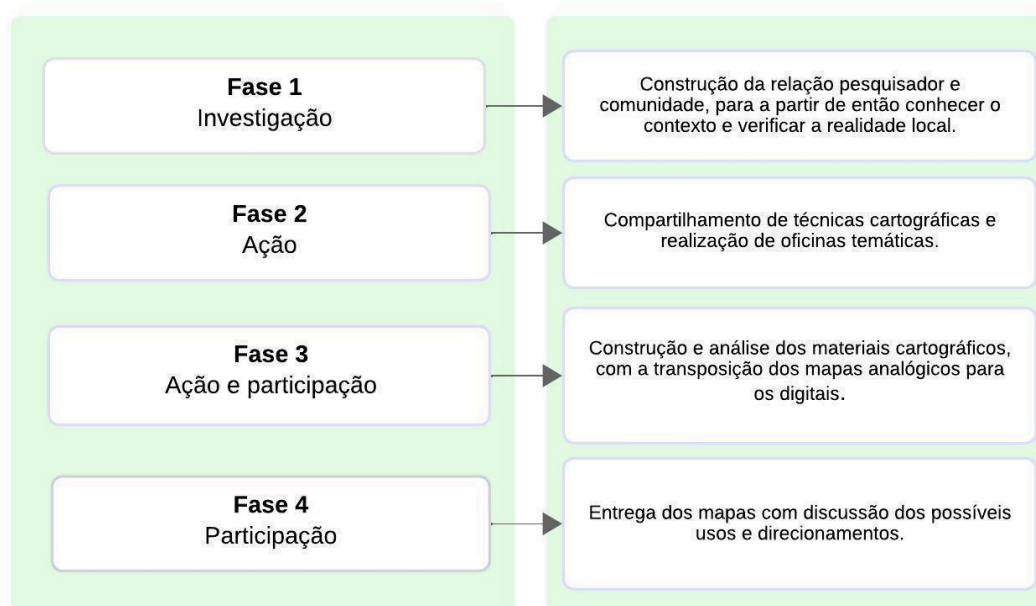 Fase 1
Investigação
Construção da relação pesquisador e
comunidade, para a partir de então conhecer o
contexto e verificar a realidade local.
Fase 2
Ação
Compartilhamento de técnicas cartográficas e
realização de oficinas temáticas.
Fase 3
Ação e participação
Construção e análise dos materiais cartográficos,
com a transposição dos mapas analógicos para
os digitais.
Fase 4
Participação
Entrega dos mapas com discussão dos possíveis
usos e direcionamentos.